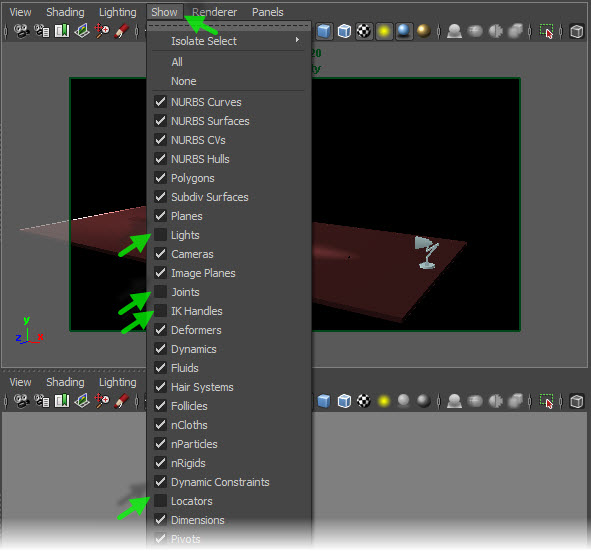 View Shading Lighting Show Renderer Panels
Isolate Select
20
All
ty
None
NURBS Curves
NURBS Surfaces
NURBS CVs
NURBS Hulls
Polygons
Subdiv Surfaces
Planes
Lights
Cameras
Image Planes
Joints
IK Handles
y
z x
Deformers
Dynamics
Fluids
View Shading Lighting
Hair Systems
Follicles
nCloths
nParticles
nRigids
Dynamic Constraints
Locators
Dimensions
Pivots